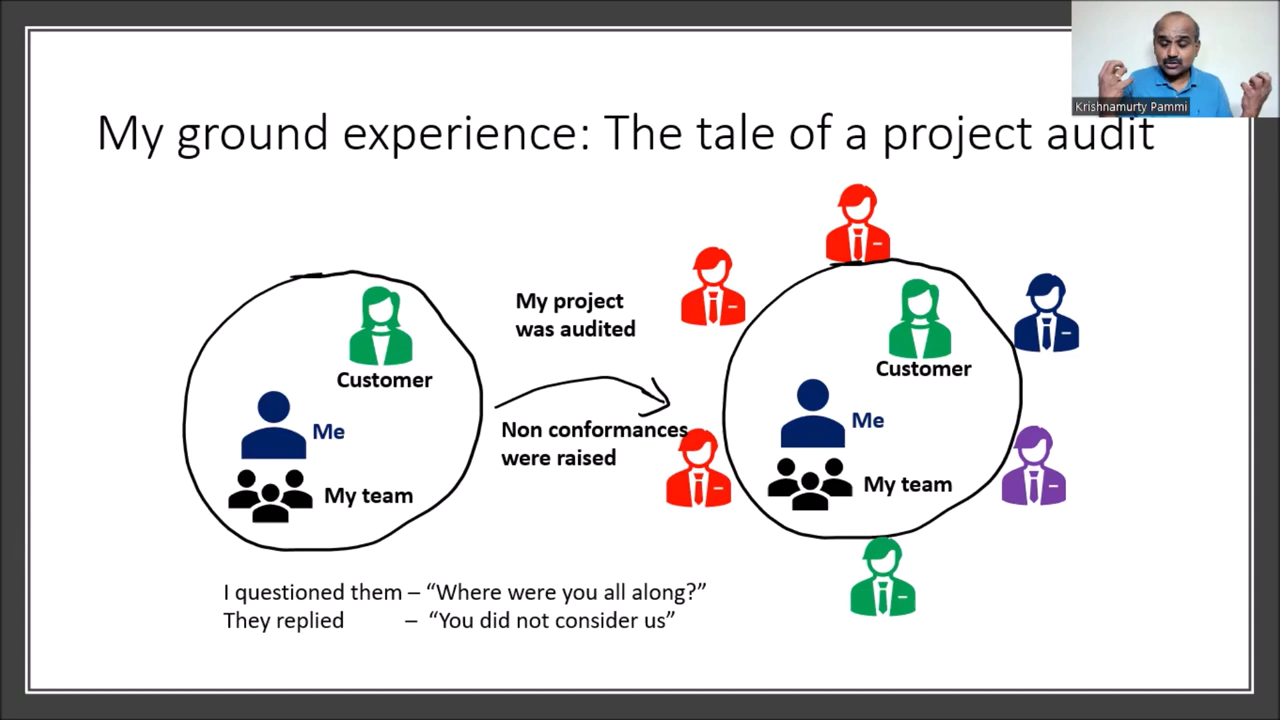 Krishnamurty Pammi
My ground experience: The tale of a project audit
My project
was audited
Customer
Customer
Me
Me
Non conformances
were raised
My team
My team
I questioned them – “Where were you all along?”
They replied – “You did not consider us”